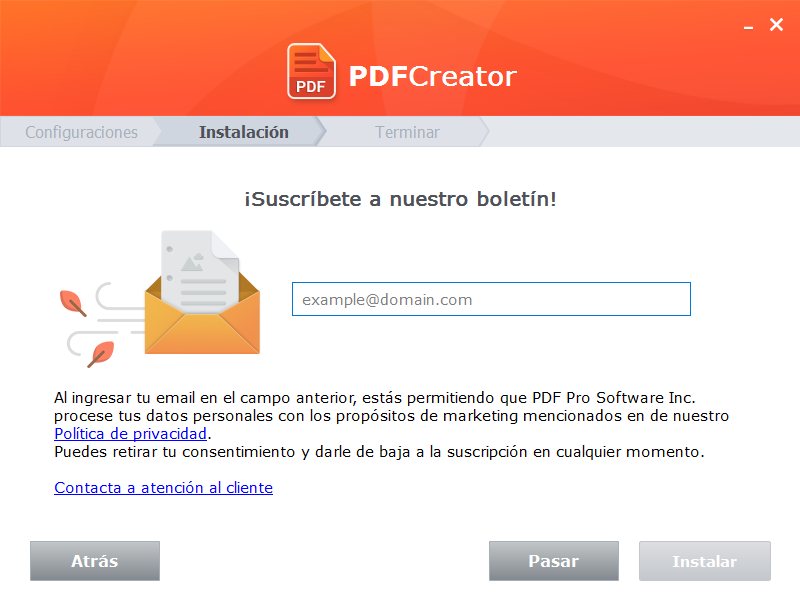 PDF
PDFCreator
Configuraciones
Instalación
Terminar
¡Suscríbete a nuestro boletín!
example@domain.com
Al ingresar tu email en el campo anterior, estás permitiendo que PDF Pro Software Inc.
procese tus datos personales con los propósitos de marketing mencionados en de nuestro
Política de privacidad.
Puedes retirar tu consentimiento y darle de baja a la suscripción en cualquier momento.
Contacta a atención al cliente
Atrás
Pasar
Instalar